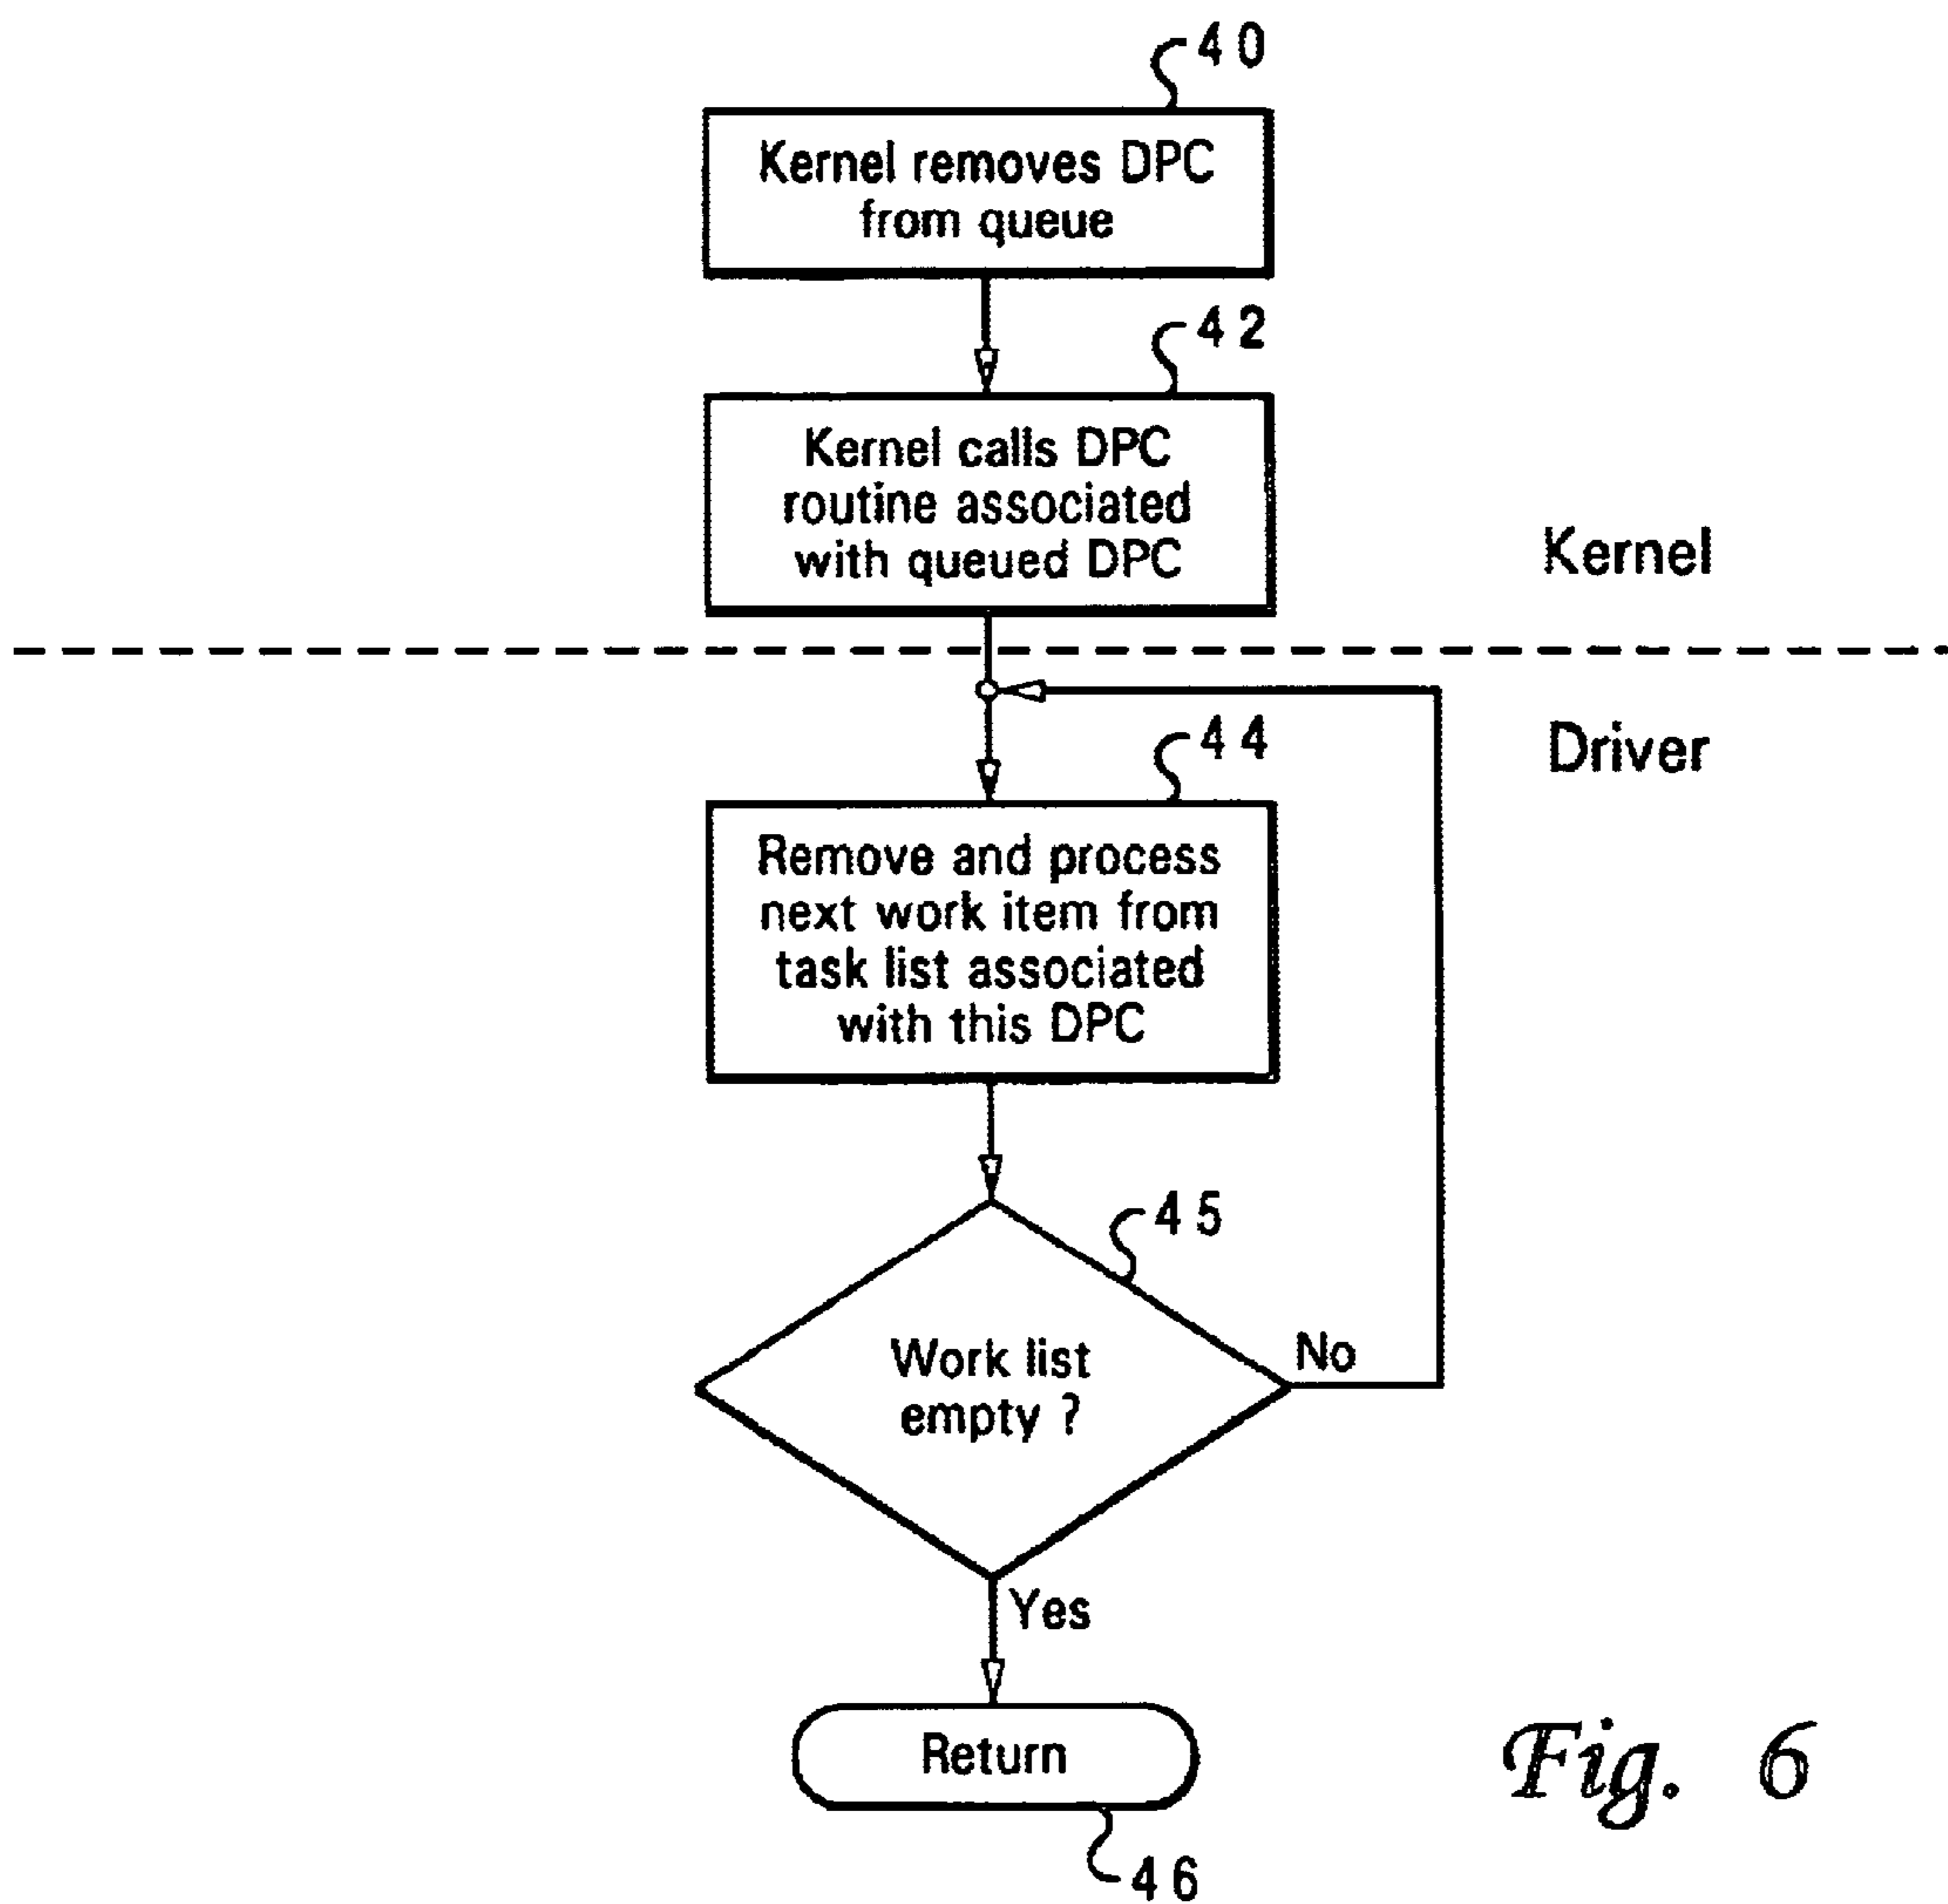 40
Kernel removes DPC
from queue
42
Kernel calls DPC
routine associated
with queued DPC
Kernel
Driver
44
Remove and process
next work item from
task list associated
with this DPC
45
Work list
empty ?
No
Yes
Return
46
Fig. 6